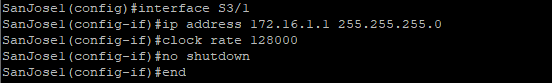 SanJose1(config)#interface S3/1
SanJose1(config-if)#ip address 172.16.1.1 255.255.255.0
SanJose1(config-if)#clock rate 128000
SanJose1(config-if)#no shutdown
SanJose1(config-if)#end